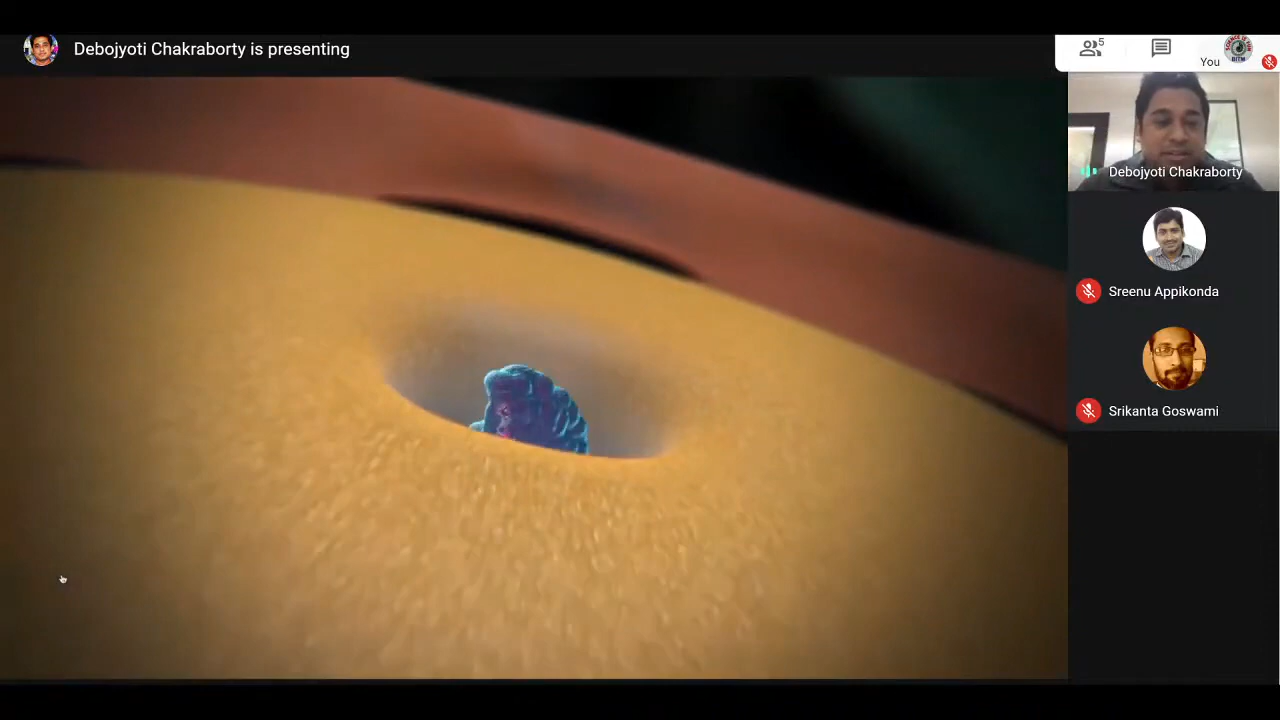 Debojyoti Chakraborty is presenting
5
You
Debojyoti Chakraborty
Sreenu Appikonda
Srikanta Goswami